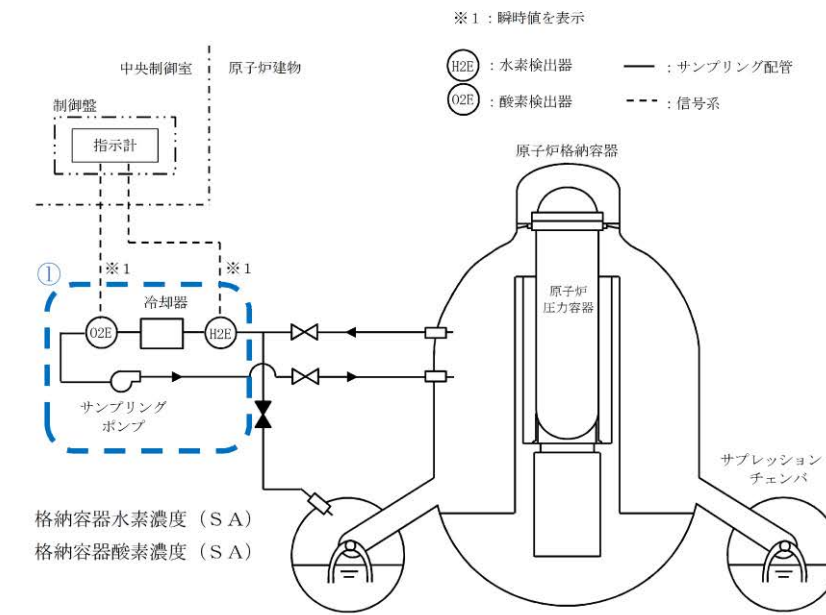 ※1：瞬時値を表示
中央制御室
原子炉建物
H2E ：水素検出器
：サンプリング配管
O2E ：酸素検出器
：信号系
制御盤
指示計
原子炉格納容器
※1
※1
①
冷却器
原子炉
圧力容器
O2E
H2E
サンプリング
ポンプ
サプレッション
チェンバ
格納容器水素濃度（ＳＡ）
格納容器酸素濃度（ＳＡ）